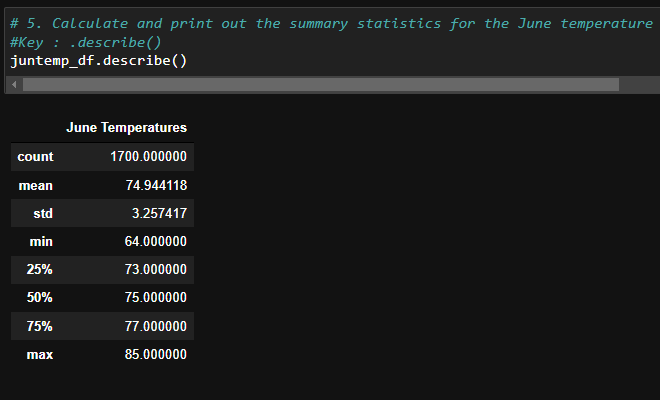 # 5. Calculate and print out the summary statistics for the June temperature
#Key : .describe()
juntemp_df.describe()
June Temperatures
count 1700.000000
mean 74.944118
std 3.257417
min 64.000000
25% 73.000000
50% 75.000000
75% 77.000000
max 85.000000